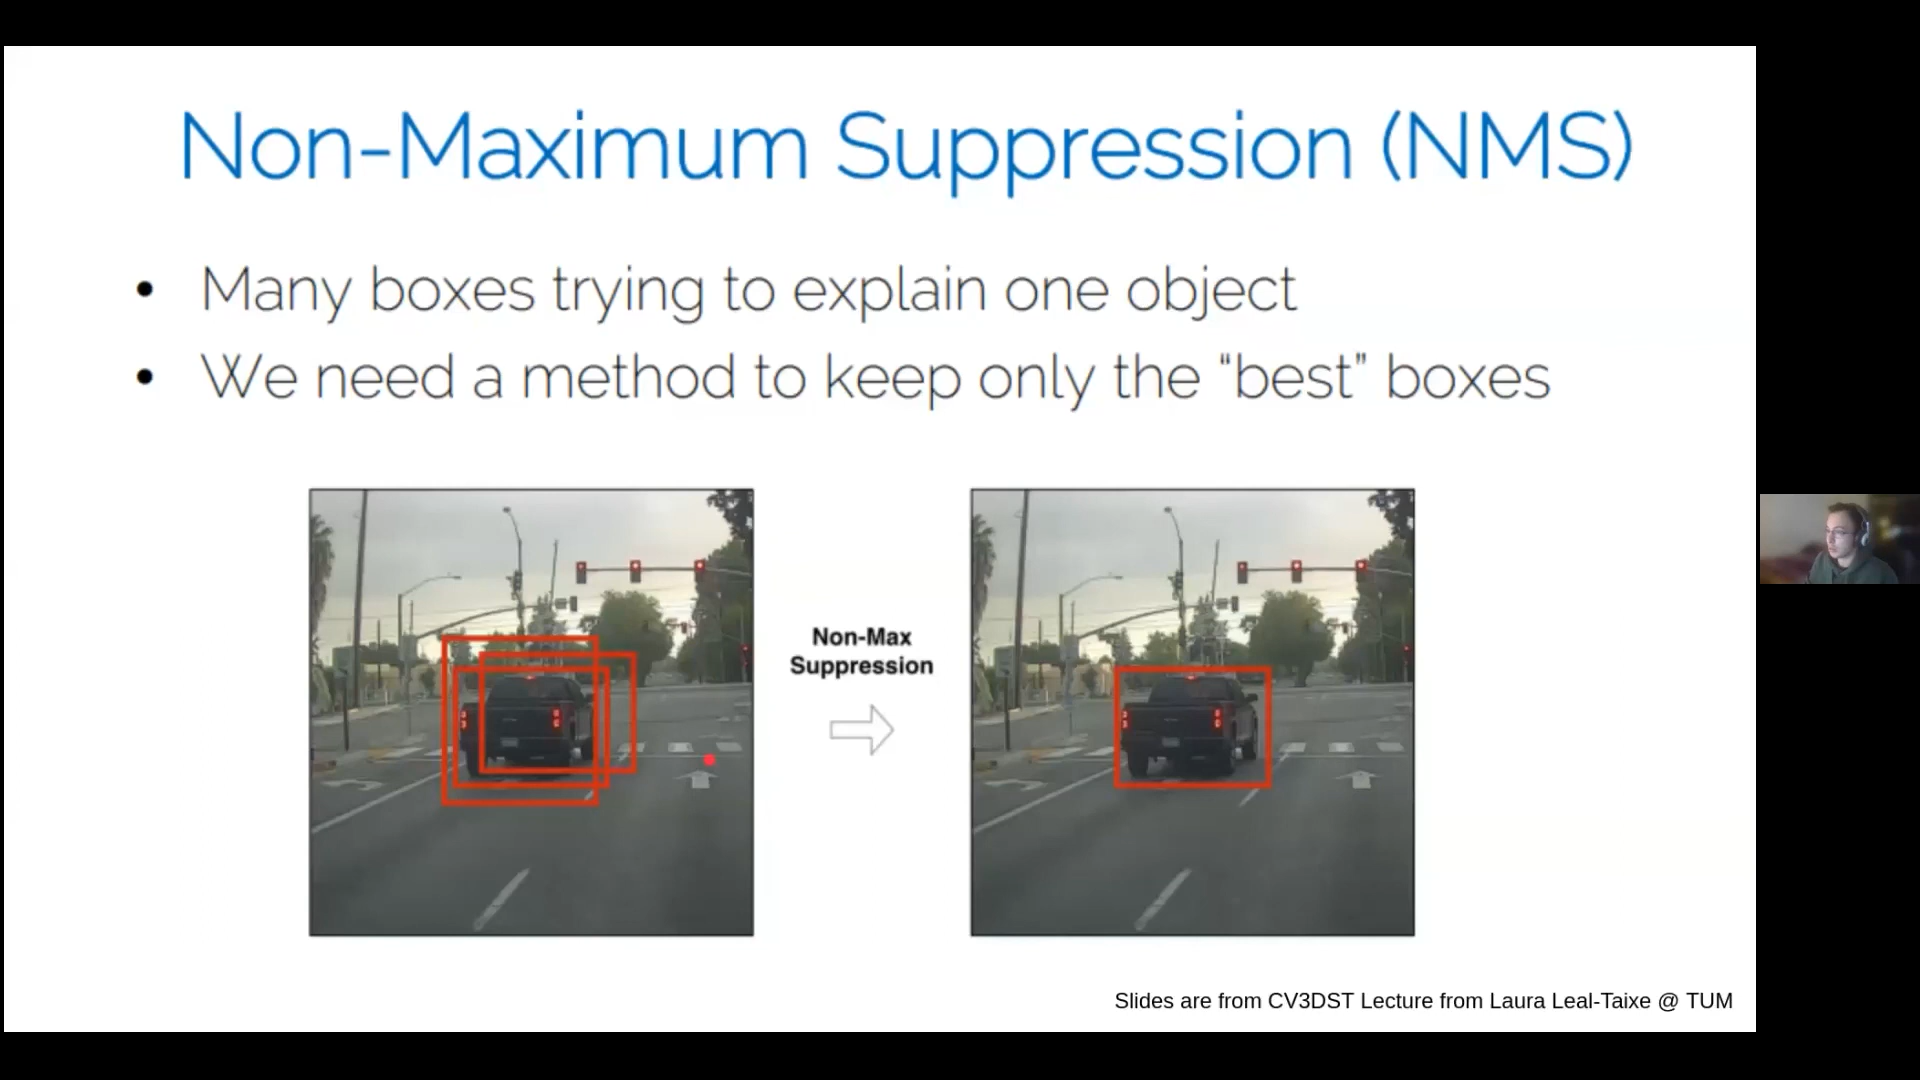 Non-Maximum Suppression (NMS)
• Many boxes trying to explain one object
• We need a method to keep only the “best” boxes
Non-Max
Suppression
Slides are from CV3DST Lecture from Laura Leal-Taixe @ TUM